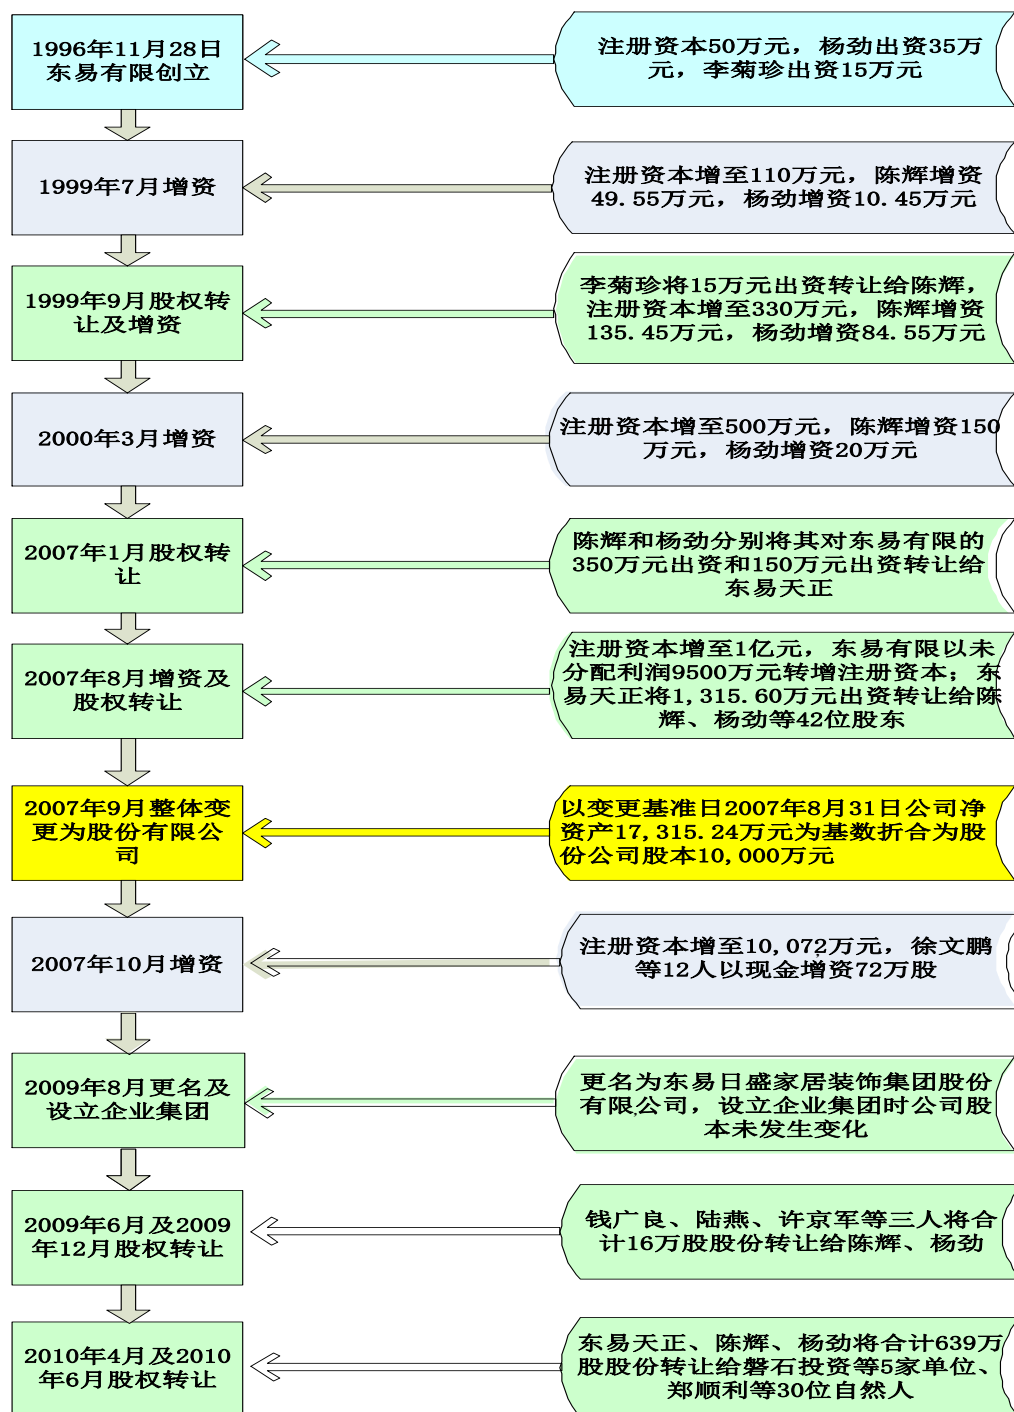 1996年11月28日
东易有限创立
注册资本50万元，杨劲出资35万
元，李菊珍出资15万元
1999年7月增资
注册资本增至110万元，陈辉增资
49.55万元，杨劲增资10.45万元
1999年9月股权转
让及增资
李菊珍将15万元出资转让给陈辉，
注册资本增至330万元，陈辉增资
135.45万元，杨劲增资84.55万元
2000年3月增资
注册资本增至500万元，陈辉增资150
万元，杨劲增资20万元
2007年1月股权转
让
陈辉和杨劲分别将其对东易有限的
350万元出资和150万元出资转让给
东易天正
2007年8月增资及
股权转让
注册资本增至1亿元，东易有限以未
分配利润9500万元转增注册资本；东
易天正将1,315.60万元出资转让给陈
辉、杨劲等42位股东
2007年9月整体变
更为股份有限公
司
以变更基准日2007年8月31日公司净
资产17,315.24万元为基数折合为股
份公司股本10,000万元
2007年10月增资
注册资本增至10,072万元，徐文鹏
等12人以现金增资72万股
2009年8月更名及
设立企业集团
更名为东易日盛家居装饰集团股份
有限公司，设立企业集团时公司股
本未发生变化
2009年6月及2009
年12月股权转让
钱广良、陆燕、许京军等三人将合
计16万股股份转让给陈辉、杨劲
2010年4月及2010
年6月股权转让
东易天正、陈辉、杨劲将合计639万
股股份转让给磐石投资等5家单位、
郑顺利等30位自然人